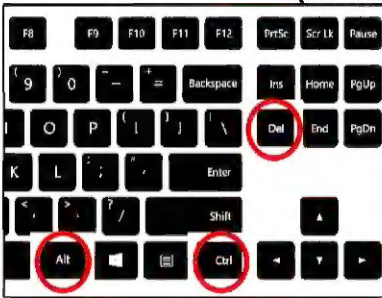 F8 F9 F10 F11 F12 PrtSc Scr Lk Pause
( 9 ) 0 - + = Backspace Ins Home PgUp
O P { [ } ] | \ Del End PgDn
K L : ; " ' Enter
< , > . ? / Shift ▲
Alt Ctrl ◄ ▼ ►